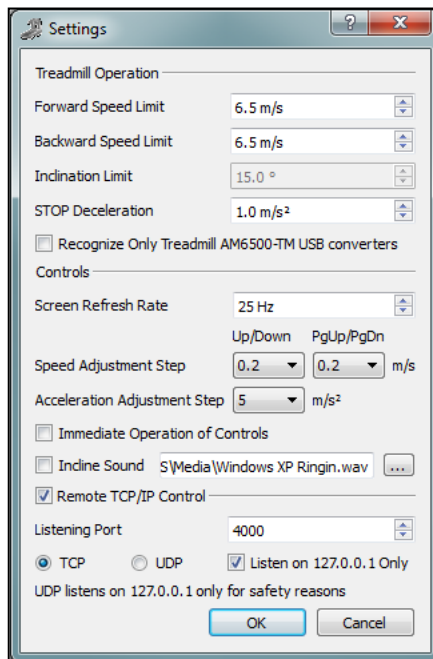 Settings
Treadmill Operation
Forward Speed Limit 6.5 m/s
Backward Speed Limit 6.5 m/s
Inclination Limit 15.0 °
STOP Deceleration 1.0 m/s²
Recognize Only Treadmill AM6500-TM USB converters
Controls
Screen Refresh Rate 25 Hz
Up/Down PgUp/PgDn
Speed Adjustment Step 0.2 0.2 m/s
Acceleration Adjustment Step 5 m/s²
Immediate Operation of Controls
Incline Sound S\Media\Windows XP Ringin.wav ...
Remote TCP/IP Control
Listening Port 4000
TCP UDP Listen on 127.0.0.1 Only
UDP listens on 127.0.0.1 only for safety reasons
OK Cancel